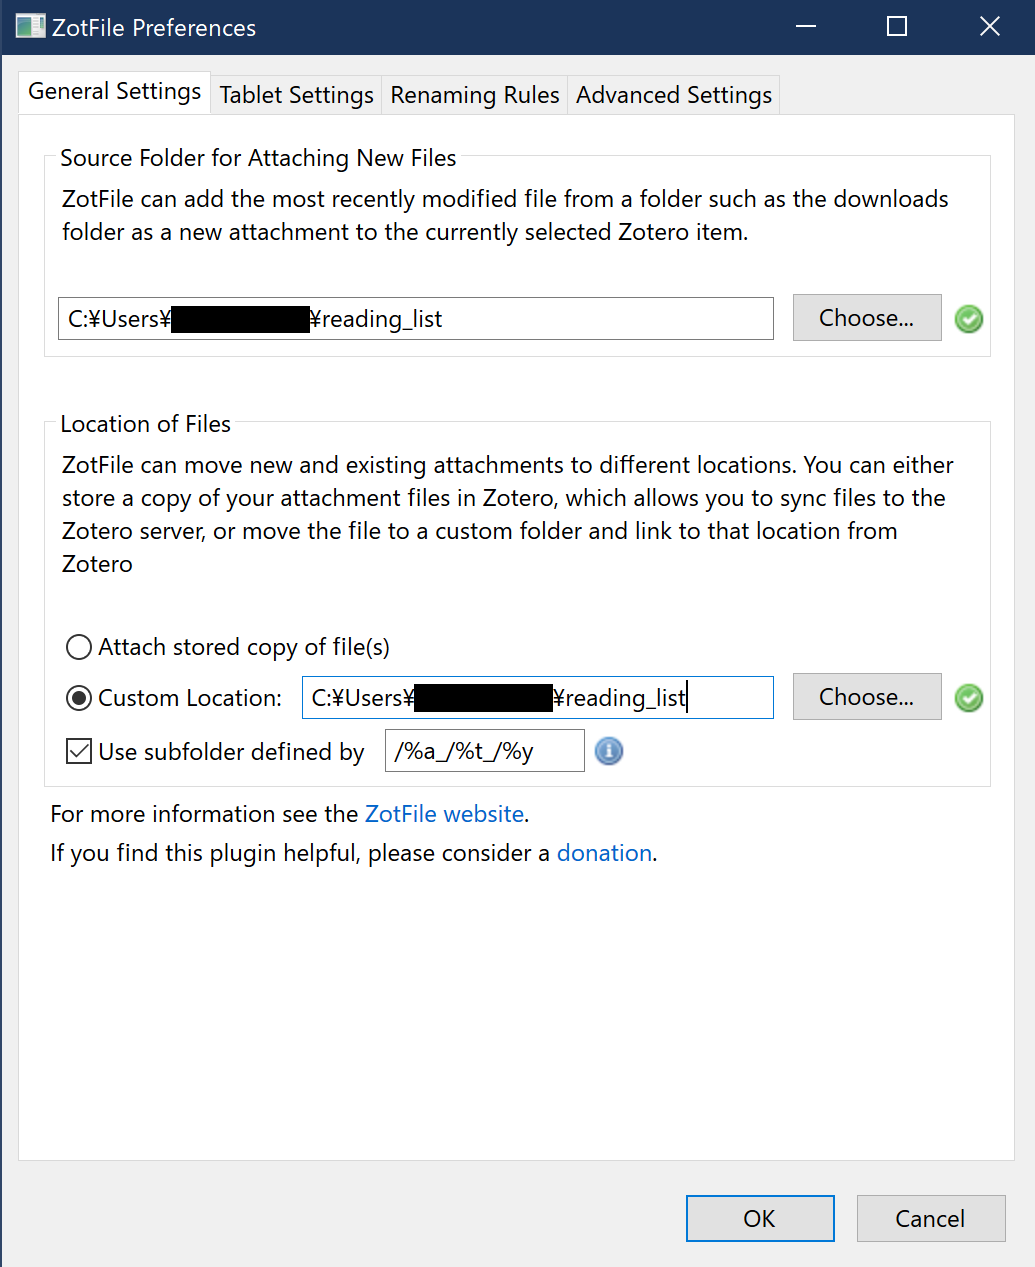 ZotFile Preferences
General Settings
Tablet Settings
Renaming Rules
Advanced Settings
Source Folder for Attaching New Files
ZotFile can add the most recently modified file from a folder such as the downloads
folder as a new attachment to the currently selected Zotero item.
C:¥Users¥ ¥reading_list
Choose...
Location of Files
ZotFile can move new and existing attachments to different locations. You can either
store a copy of your attachment files in Zotero, which allows you to sync files to the
Zotero server, or move the file to a custom folder and link to that location from
Zotero
Attach stored copy of file(s)
Custom Location:
C:¥Users¥ ¥reading_list
Choose...
Use subfolder defined by
/%a_/%t_/%y
For more information see the ZotFile website.
If you find this plugin helpful, please consider a donation.
OK
Cancel